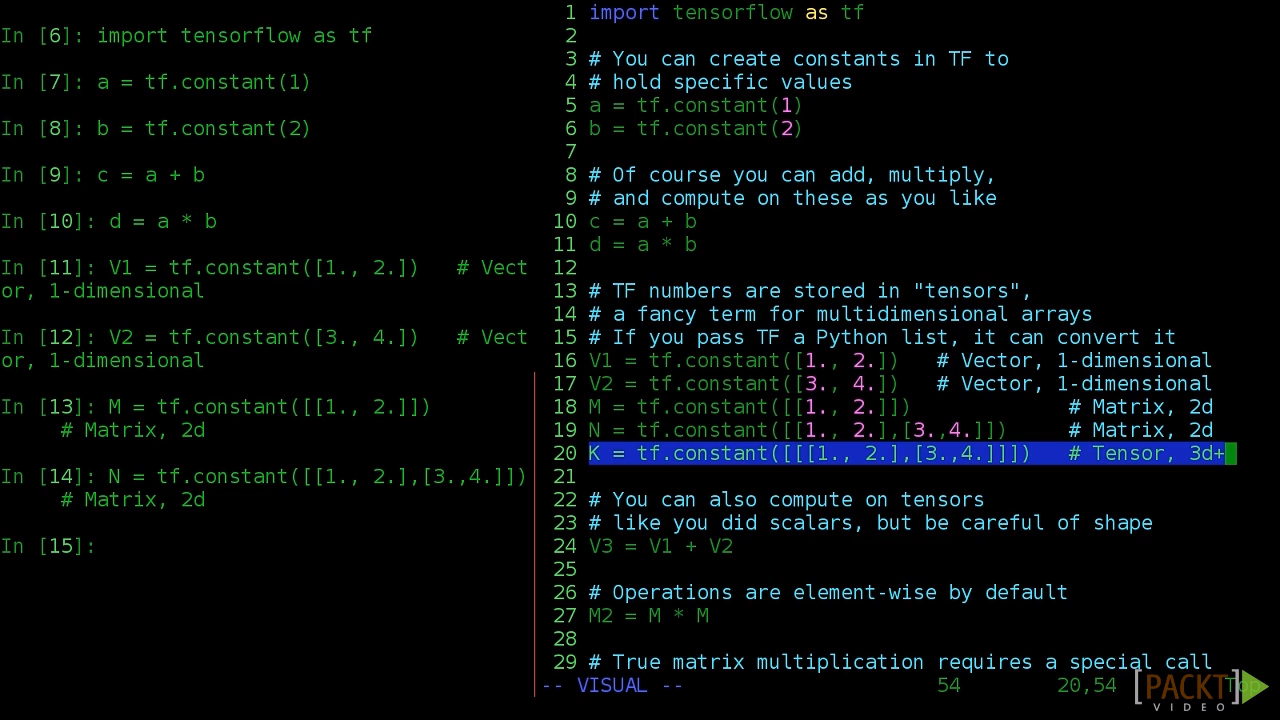 In [6]: import tensorflow as tf
In [7]: a = tf.constant(1)
In [8]: b = tf.constant(2)
In [9]: c = a + b
In [10]: d = a * b
In [11]: V1 = tf.constant([1., 2.])   # Vect
or, 1-dimensional
In [12]: V2 = tf.constant([3., 4.])   # Vect
or, 1-dimensional
In [13]: M = tf.constant([[1., 2.]])
     # Matrix, 2d
In [14]: N = tf.constant([[1., 2.],[3.,4.]])
     # Matrix, 2d
In [15]:
1 import tensorflow as tf
2
3 # You can create constants in TF to
4 # hold specific values
5 a = tf.constant(1)
6 b = tf.constant(2)
7
8 # Of course you can add, multiply,
9 # and compute on these as you like
10 c = a + b
11 d = a * b
12
13 # TF numbers are stored in "tensors",
14 # a fancy term for multidimensional arrays
15 # If you pass TF a Python list, it can convert it
16 V1 = tf.constant([1., 2.])   # Vector, 1-dimensional
17 V2 = tf.constant([3., 4.])   # Vector, 1-dimensional
18 M = tf.constant([[1., 2.]])             # Matrix, 2d
19 N = tf.constant([[1., 2.],[3.,4.]])     # Matrix, 2d
20 K = tf.constant([[[1., 2.],[3.,4.]]])   # Tensor, 3d+
21
22 # You can also compute on tensors
23 # like you did scalars, but be careful of shape
24 V3 = V1 + V2
25
26 # Operations are element-wise by default
27 M2 = M * M
28
29 # True matrix multiplication requires a special call
-- VISUAL --                     54        20,54         Top
[PACKT]
VIDEO